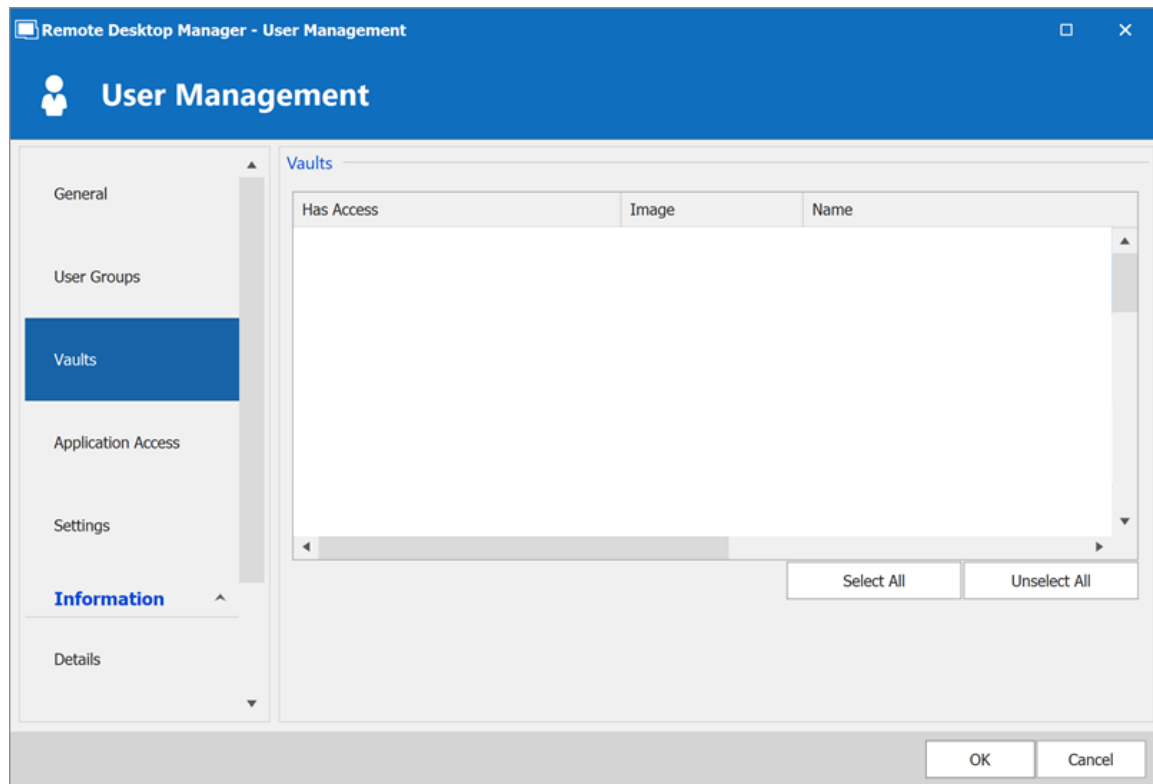 Remote Desktop Manager - User Management
User Management
General
User Groups
Vaults
Application Access
Settings
Information
Details
Vaults
Has Access Image Name
Select All Unselect All
OK Cancel